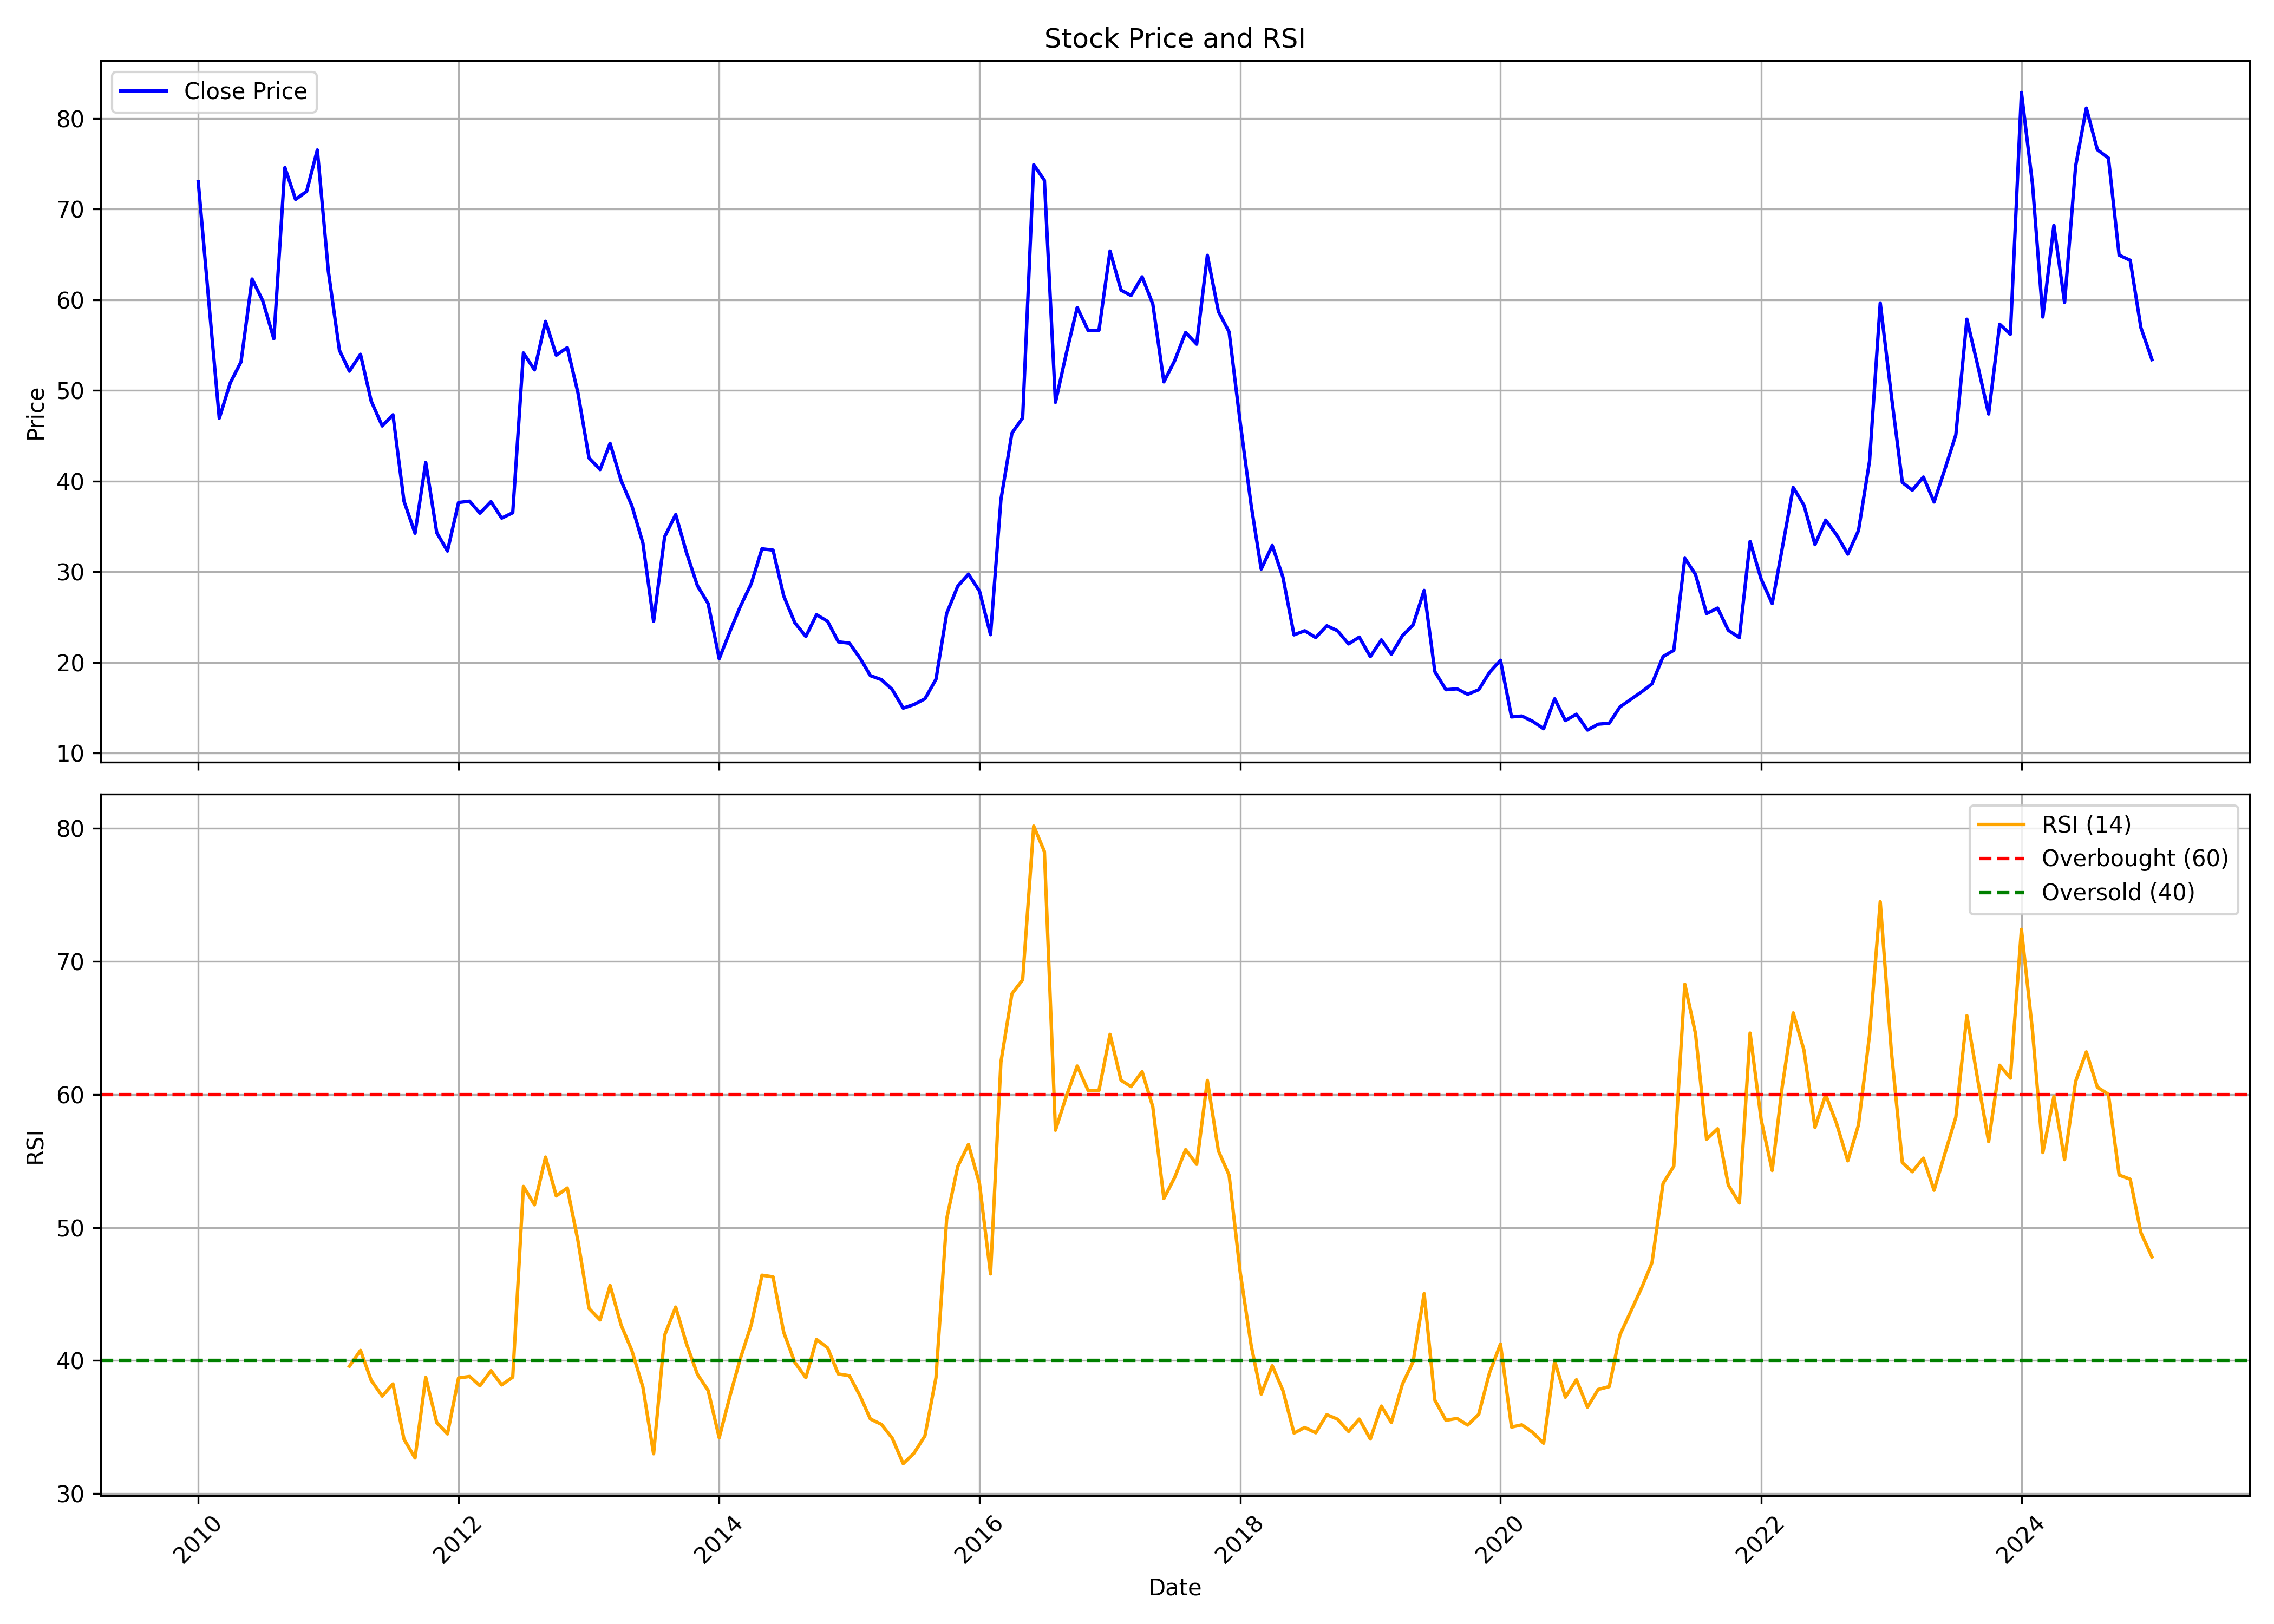 Stock Price and RSI
Close Price
80
70
60
50
40
30
20
10
Price
RSI (14)
Overbought (60)
Oversold (40)
80
70
60
50
40
30
RSI
2010
2012
2014
2016
2018
2020
2022
2024
Date